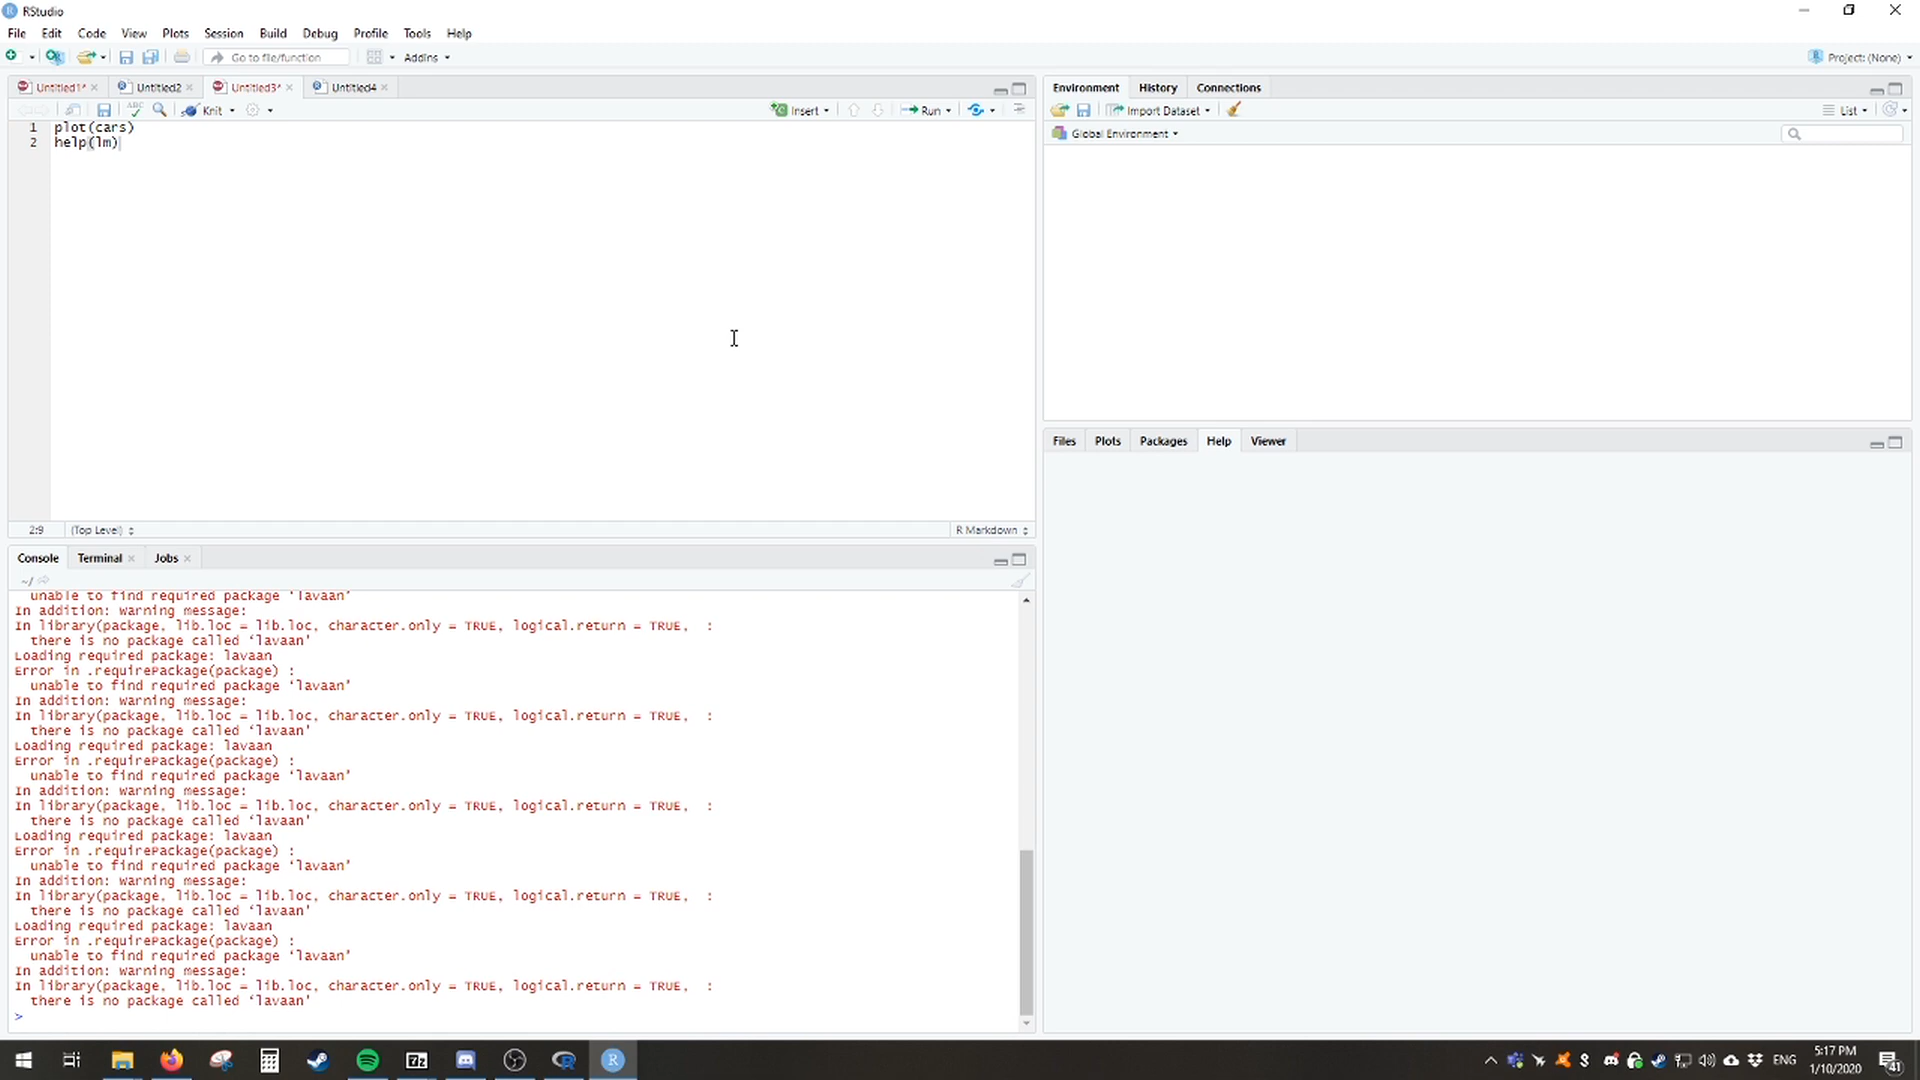 RStudio
File Edit Code View Plots Session Build Debug Profile Tools Help
Go to file/function Addins Project: (None)
Untitled1* Untitled2 Untitled3* Untitled4
ABC Knit Insert Run
1 plot(cars)
2 help(lm)
2:9 (Top Level) R Markdown
Environment History Connections
Import Dataset List
Global Environment
Files Plots Packages Help Viewer
Console Terminal Jobs
~/
unable to find required package ‘lavaan’
In addition: Warning message:
In library(package, lib.loc = lib.loc, character.only = TRUE, logical.return = TRUE, :
there is no package called ‘lavaan’
Loading required package: lavaan
Error in .requirePackage(package) :
unable to find required package ‘lavaan’
In addition: Warning message:
In library(package, lib.loc = lib.loc, character.only = TRUE, logical.return = TRUE, :
there is no package called ‘lavaan’
Loading required package: lavaan
Error in .requirePackage(package) :
unable to find required package ‘lavaan’
In addition: Warning message:
In library(package, lib.loc = lib.loc, character.only = TRUE, logical.return = TRUE, :
there is no package called ‘lavaan’
Loading required package: lavaan
Error in .requirePackage(package) :
unable to find required package ‘lavaan’
In addition: Warning message:
In library(package, lib.loc = lib.loc, character.only = TRUE, logical.return = TRUE, :
there is no package called ‘lavaan’
Loading required package: lavaan
Error in .requirePackage(package) :
unable to find required package ‘lavaan’
In addition: Warning message:
In library(package, lib.loc = lib.loc, character.only = TRUE, logical.return = TRUE, :
there is no package called ‘lavaan’
>
7z R R ENG 5:17 PM
1/10/2020 41